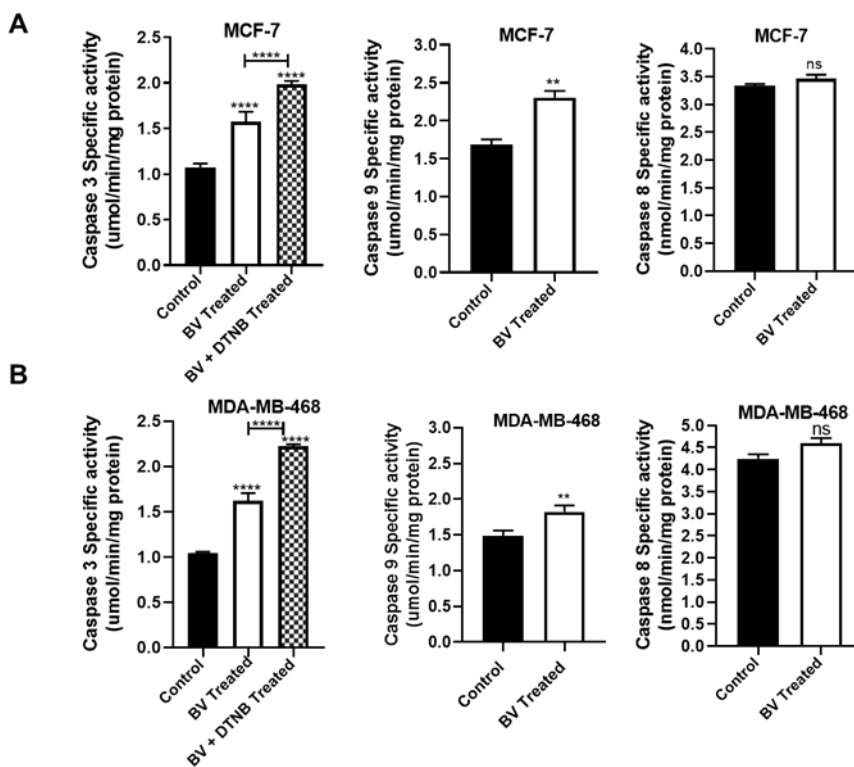 A
MCF-7
Caspase 3 Specific activity
(umol/min/mg protein)
2.5
2.0
1.5
1.0
0.5
0.0
****
****
****
Control
BV Treated
BV + DTNB Treated
MCF-7
Caspase 9 Specific activity
(umol/min/mg protein)
3.0
2.5
2.0
1.5
1.0
0.5
0.0
**
Control
BV Treated
MCF-7
Caspase 8 Specific activity
(nmol/min/mg protein)
4.0
3.5
3.0
2.5
2.0
1.5
1.0
0.5
0.0
ns
Control
BV Treated
B
MDA-MB-468
Caspase 3 Specific activity
(umol/min/mg protein)
2.5
2.0
1.5
1.0
0.5
0.0
****
****
****
Control
BV Treated
BV + DTNB Treated
MDA-MB-468
Caspase 9 Specific activity
(umol/min/mg protein)
3.0
2.5
2.0
1.5
1.0
0.5
0.0
**
Control
BV Treated
MDA-MB-468
Caspase 8 Specific activity
(nmol/min/mg protein)
5.0
4.5
4.0
3.5
3.0
2.5
2.0
1.5
1.0
0.5
0.0
ns
Control
BV Treated